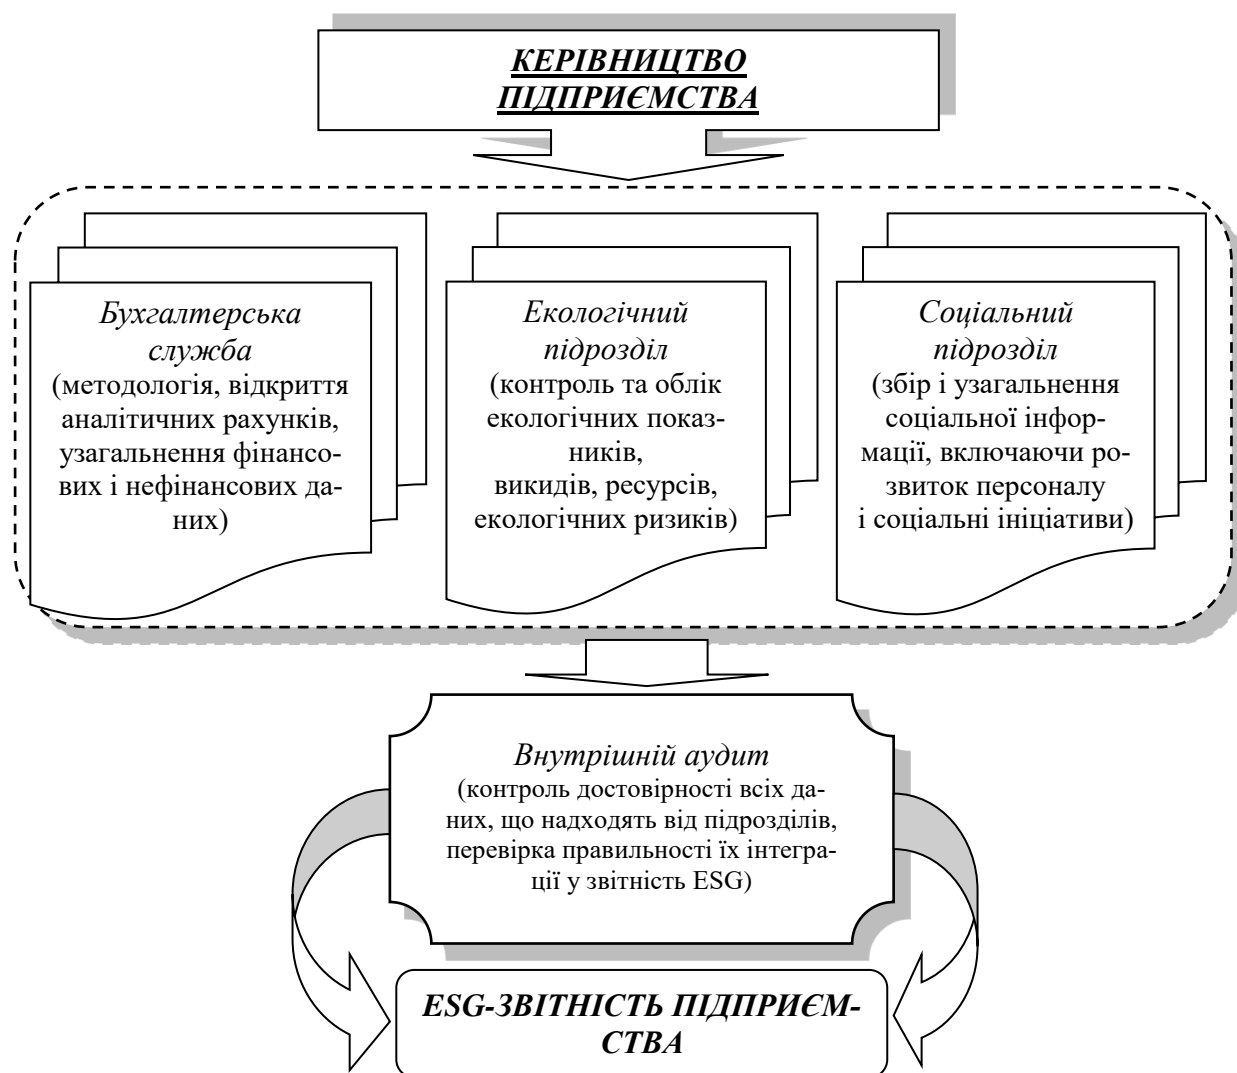 КЕРІВНИЦТВО
ПІДПРИЄМСТВА
Бухгалтерська
служба
(методологія, відкриття
аналітичних рахунків,
узагальнення фінансо-
вих і нефінансових да-
них)
Екологічний
підрозділ
(контроль та облік
екологічних показ-
ників,
викидів, ресурсів,
екологічних ризиків)
Соціальний
підрозділ
(збір і узагальнення
соціальної інфор-
мації, включаючи ро-
звиток персоналу
і соціальні ініціативи)
Внутрішній аудит
(контроль достовірності всіх да-
них, що надходять від підрозділів,
перевірка правильності їх інтегра-
ції у звітність ESG)
ESG-ЗВІТНІСТЬ ПІДПРИЄМ-
СТВА